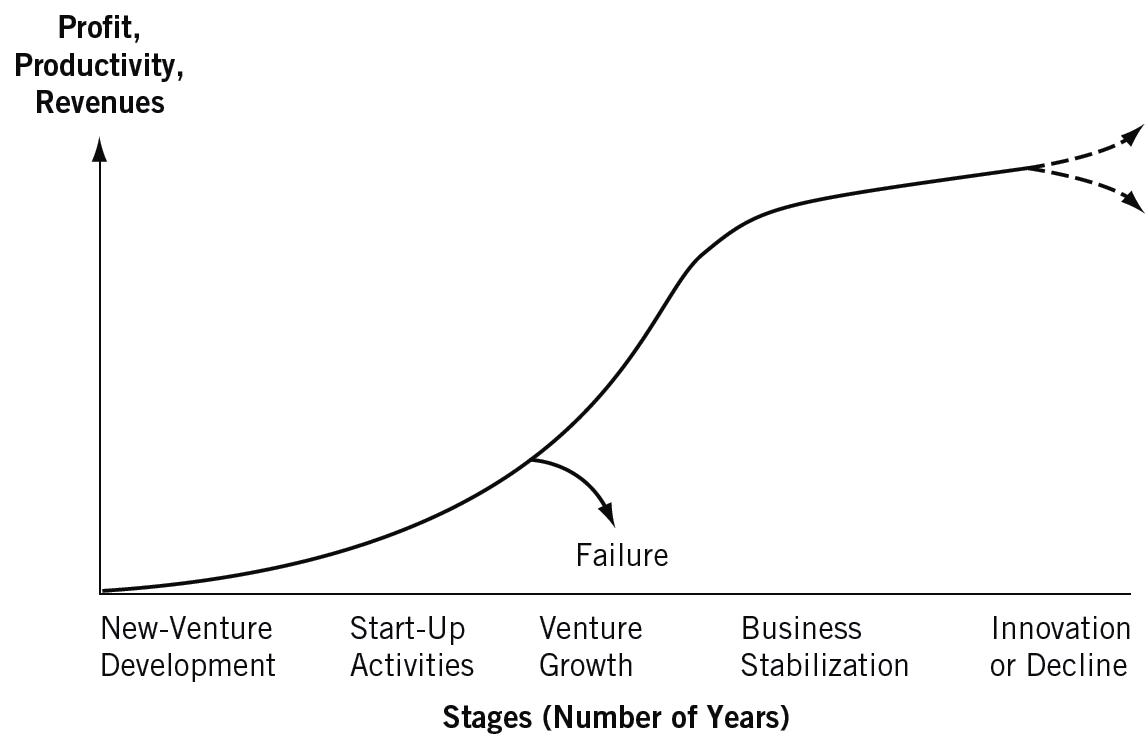 Profit,
Productivity,
Revenues
Failure
New-Venture
Development
Start-Up
Activities
Venture
Growth
Business
Stabilization
Innovation
or Decline
Stages (Number of Years)